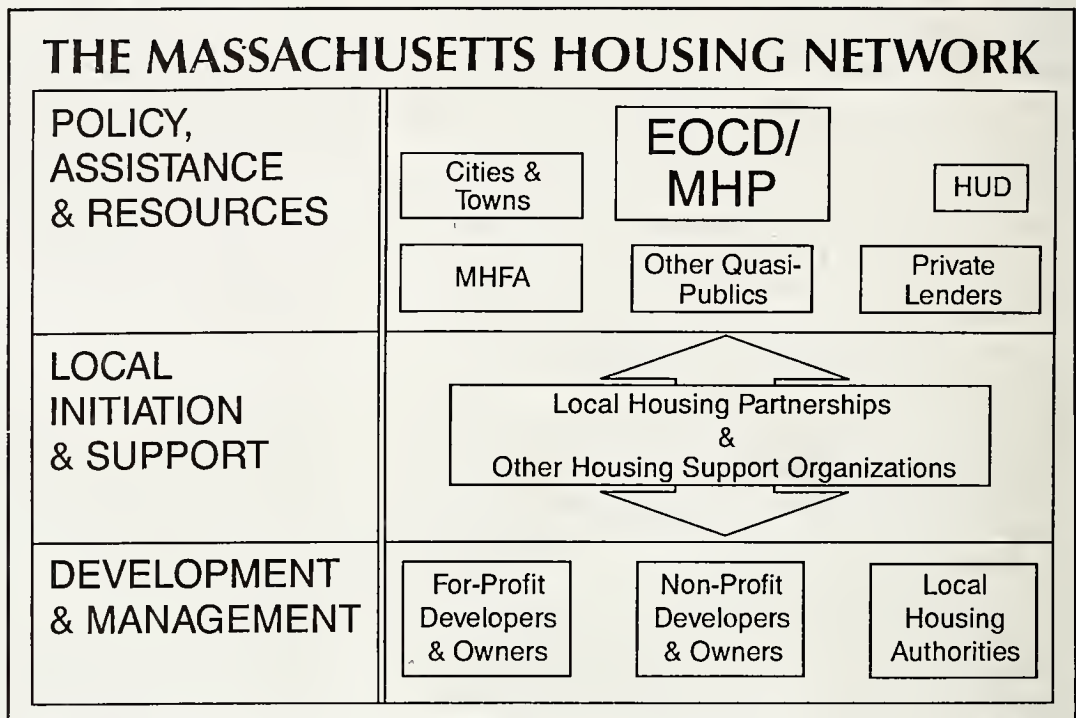 THE MASSACHUSETTS HOUSING NETWORK
POLICY,
ASSISTANCE
& RESOURCES
Cities &
Towns
EOCD/
MHP
HUD
MHFA
Other Quasi-
Publics
Private
Lenders
LOCAL
INITIATION
& SUPPORT
Local Housing Partnerships
&
Other Housing Support Organizations
DEVELOPMENT
& MANAGEMENT
For-Profit
Developers
& Owners
Non-Profit
Developers
& Owners
Local
Housing
Authorities